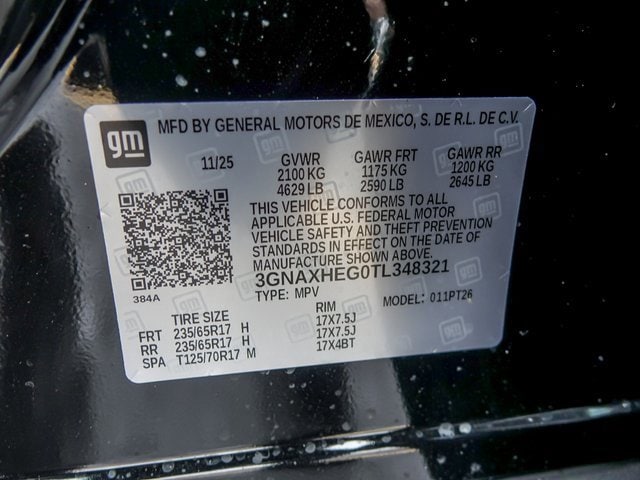 gm
MFD BY GENERAL MOTORS DE MEXICO, S. DE R.L. DE C.V.
11/25 GVWR GAWR FRT GAWR RR
2100 KG 1175 KG 1200 KG
4629 LB 2590 LB 2645 LB
THIS VEHICLE CONFORMS TO ALL
APPLICABLE U.S. FEDERAL MOTOR
VEHICLE SAFETY AND THEFT PREVENTION
STANDARDS IN EFFECT ON THE DATE OF
MANUFACTURE SHOWN ABOVE.
3GNAXHEG0TL348321
384A
TYPE: MPV MODEL: 011PT26
TIRE SIZE RIM
FRT 235/65R17 H 17X7.5J
RR 235/65R17 H 17X7.5J
SPA T125/70R17 M 17X4BT